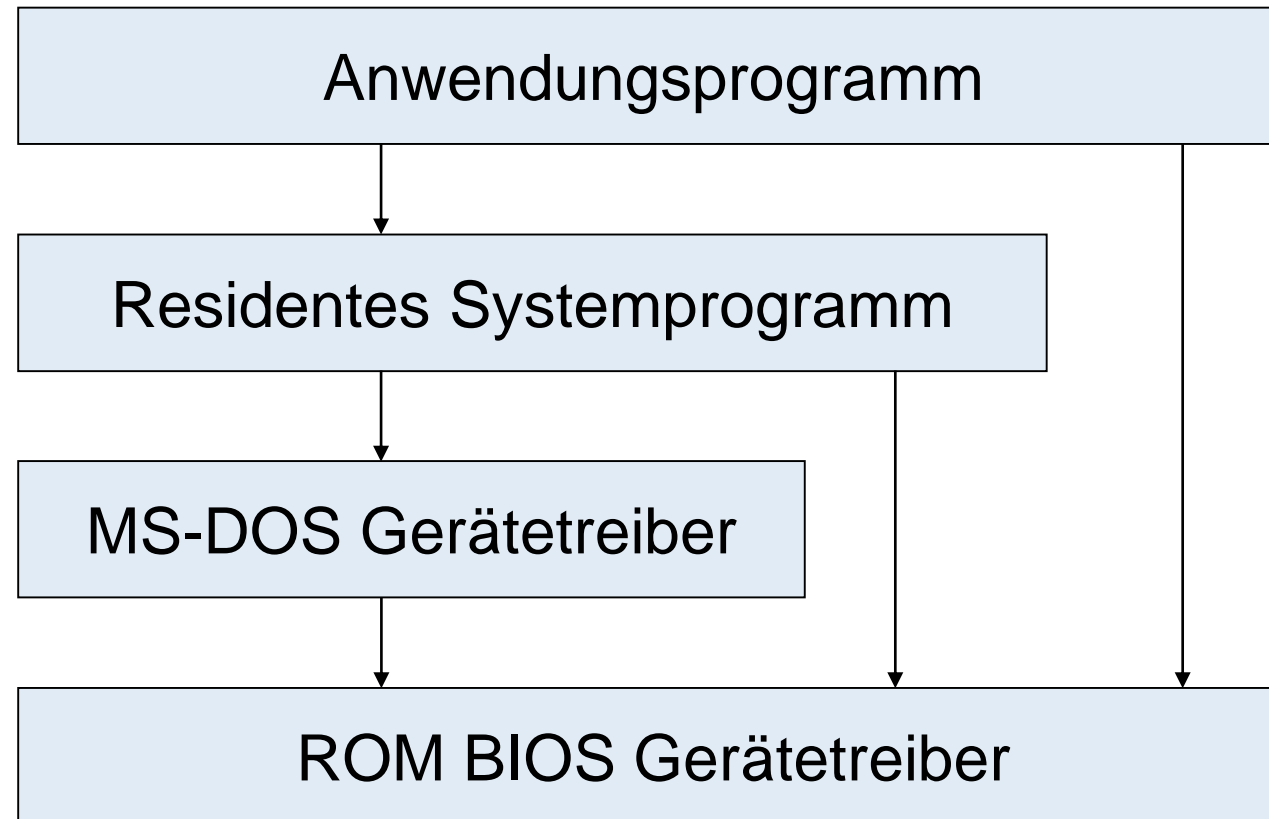 Anwendungsprogramm
Residentes Systemprogramm
MS-DOS Gerätetreiber
ROM BIOS Gerätetreiber